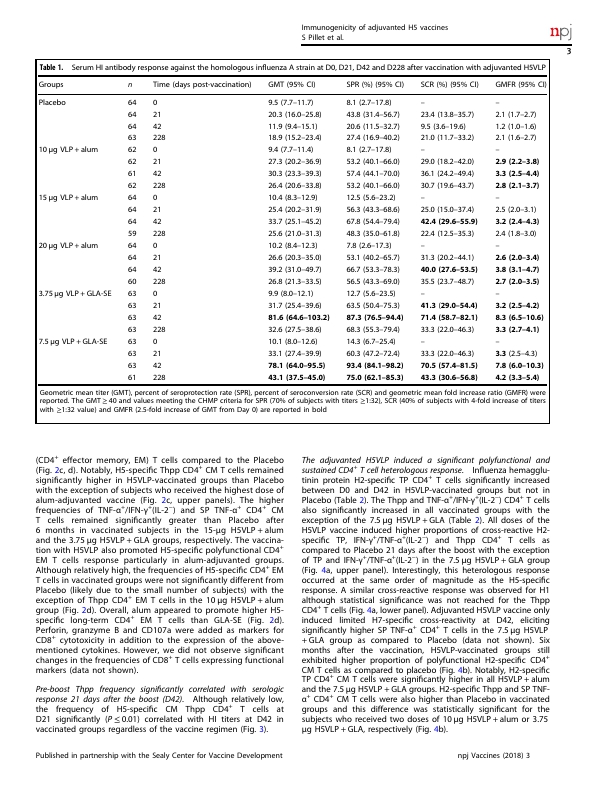 Immunogenicity of adjuvanted H5 vaccines
S Pillet et al.
npj
3
Table 1. Serum HI antibody response against the homologous influenza A strain at D0, D21, D42 and D228 after vaccination with adjuvanted H5VLP
Groups n Time (days post-vaccination) GMT (95% CI) SPR (%) (95% CI) SCR (%) (95% CI) GMFR (95% CI)
Placebo 64 0 9.5 (7.7–11.7) 8.1 (2.7–17.8) – –
64 21 20.3 (16.0–25.8) 43.8 (31.4–56.7) 23.4 (13.8–35.7) 2.1 (1.7–2.7)
64 42 11.9 (9.4–15.1) 20.6 (11.5–32.7) 9.5 (3.6–19.6) 1.2 (1.0–1.6)
63 228 18.9 (15.2–23.4) 27.4 (16.9–40.2) 21.0 (11.7–33.2) 2.1 (1.6–2.7)
10 µg VLP + alum 62 0 9.4 (7.7–11.4) 8.1 (2.7–17.8) – –
62 21 27.3 (20.2–36.9) 53.2 (40.1–66.0) 29.0 (18.2–42.0) 2.9 (2.2–3.8)
61 42 30.3 (23.3–39.3) 57.4 (44.1–70.0) 36.1 (24.2–49.4) 3.3 (2.5–4.4)
62 228 26.4 (20.6–33.8) 53.2 (40.1–66.0) 30.7 (19.6–43.7) 2.8 (2.1–3.7)
15 µg VLP + alum 64 0 10.4 (8.3–12.9) 12.5 (5.6–23.2) – –
64 21 25.4 (20.2–31.9) 56.3 (43.3–68.6) 25.0 (15.0–37.4) 2.5 (2.0–3.1)
64 42 33.7 (25.1–45.2) 67.8 (54.4–79.4) 42.4 (29.6–55.9) 3.2 (2.4–4.3)
59 228 25.6 (21.0–31.3) 48.3 (35.0–61.8) 22.4 (12.5–35.3) 2.4 (1.8–3.0)
20 µg VLP + alum 64 0 10.2 (8.4–12.3) 7.8 (2.6–17.3) – –
64 21 26.6 (20.3–35.0) 53.1 (40.2–65.7) 31.3 (20.2–44.1) 2.6 (2.0–3.4)
64 42 39.2 (31.0–49.7) 66.7 (53.3–78.3) 40.0 (27.6–53.5) 3.8 (3.1–4.7)
60 228 26.8 (21.3–33.5) 56.5 (43.3–69.0) 35.5 (23.7–48.7) 2.7 (2.0–3.5)
3.75 µg VLP + GLA-SE 63 0 9.9 (8.0–12.1) 12.7 (5.6–23.5) – –
63 21 31.7 (25.4–39.6) 63.5 (50.4–75.3) 41.3 (29.0–54.4) 3.2 (2.5–4.2)
63 42 81.6 (64.6–103.2) 87.3 (76.5–94.4) 71.4 (58.7–82.1) 8.3 (6.5–10.6)
63 228 32.6 (27.5–38.6) 68.3 (55.3–79.4) 33.3 (22.0–46.3) 3.3 (2.7–4.1)
7.5 µg VLP + GLA-SE 63 0 10.1 (8.0–12.6) 14.3 (6.7–25.4) – –
63 21 33.1 (27.4–39.9) 60.3 (47.2–72.4) 33.3 (22.0–46.3) 3.3 (2.5–4.3)
63 42 78.1 (64.0–95.5) 93.4 (84.1–98.2) 70.5 (57.4–81.5) 7.8 (6.0–10.3)
61 228 43.1 (37.5–45.0) 75.0 (62.1–85.3) 43.3 (30.6–56.8) 4.2 (3.3–5.4)
Geometric mean titer (GMT), percent of seroprotection rate (SPR), percent of seroconversion rate (SCR) and geometric mean fold increase ratio (GMFR) were
reported. The GMT ≥ 40 and values meeting the CHMP criteria for SPR (70% of subjects with titers ≥1:32), SCR (40% of subjects with 4-fold increase of titers
with ≥1:32 value) and GMFR (2.5-fold increase of GMT from Day 0) are reported in bold
(CD4⁺ effector memory, EM) T cells compared to the Placebo
(Fig. 2c, d). Notably, H5-specific Thpp CD4⁺ CM T cells remained
significantly higher in H5VLP-vaccinated groups than Placebo
with the exception of subjects who received the highest dose of
alum-adjuvanted vaccine (Fig. 2c, upper panels). The higher
frequencies of TNF-α⁺/IFN-γ⁺(IL-2⁻) and SP TNF-α⁺ CD4⁺ CM
T cells remained significantly greater than Placebo after
6 months in vaccinated subjects in the 15-µg H5VLP + alum
and the 3.75 µg H5VLP + GLA groups, respectively. The vaccina-
tion with H5VLP also promoted H5-specific polyfunctional CD4⁺
EM T cells response particularly in alum-adjuvanted groups.
Although relatively high, the frequencies of H5-specific CD4⁺ EM
T cells in vaccinated groups were not significantly different from
Placebo (likely due to the small number of subjects) with the
exception of Thpp CD4⁺ EM T cells in the 10 µg H5VLP + alum
group (Fig. 2d). Overall, alum appeared to promote higher H5-
specific long-term CD4⁺ EM T cells than GLA-SE (Fig. 2d).
Perforin, granzyme B and CD107a were added as markers for
CD8⁺ cytotoxicity in addition to the expression of the above-
mentioned cytokines. However, we did not observe significant
changes in the frequencies of CD8⁺ T cells expressing functional
markers (data not shown).
Pre-boost Thpp frequency significantly correlated with serologic
response 21 days after the boost (D42). Although relatively low,
the frequency of H5-specific CM Thpp CD4⁺ T cells at
D21 significantly (P ≤ 0.01) correlated with HI titers at D42 in
vaccinated groups regardless of the vaccine regimen (Fig. 3).
The adjuvanted H5VLP induced a significant polyfunctional and
sustained CD4⁺ T cell heterologous response. Influenza hemagglu-
tinin protein H2-specific TP CD4⁺ T cells significantly increased
between D0 and D42 in H5VLP-vaccinated groups but not in
Placebo (Table 2). The Thpp and TNF-α⁺/IFN-γ⁺(IL-2⁻) CD4⁺ T cells
also significantly increased in all vaccinated groups with the
exception of the 7.5 µg H5VLP + GLA (Table 2). All doses of the
H5VLP vaccine induced higher proportions of cross-reactive H2-
specific TP, IFN-γ⁺/TNF-α⁺(IL-2⁻) and Thpp CD4⁺ T cells as
compared to Placebo 21 days after the boost with the exception
of TP and IFN-γ⁺/TNF-α⁺(IL-2⁻) in the 7.5 µg H5VLP + GLA group
(Fig. 4a, upper panel). Interestingly, this heterologous response
occurred at the same order of magnitude as the H5-specific
response. A similar cross-reactive response was observed for H1
although statistical significance was not reached for the Thpp
CD4⁺ T cells (Fig. 4a, lower panel). Adjuvanted H5VLP vaccine only
induced limited H7-specific cross-reactivity at D42, eliciting
significantly higher SP TNF-α⁺ CD4⁺ T cells in the 7.5 µg H5VLP
+ GLA group as compared to Placebo (data not shown). Six
months after the vaccination, H5VLP-vaccinated groups still
exhibited higher proportion of polyfunctional H2-specific CD4⁺
CM T cells as compared to placebo (Fig. 4b). Notably, H2-specific
TP CD4⁺ CM T cells were significantly higher in all H5VLP + alum
and the 7.5 µg H5VLP + GLA groups. H2-specific Thpp and SP TNF-
α⁺ CD4⁺ CM T cells were also higher than Placebo in vaccinated
groups and this difference was statistically significant for the
subjects who received two doses of 10 µg H5VLP + alum or 3.75
µg H5VLP + GLA, respectively (Fig. 4b).
Published in partnership with the Sealy Center for Vaccine Development
npj Vaccines (2018) 3